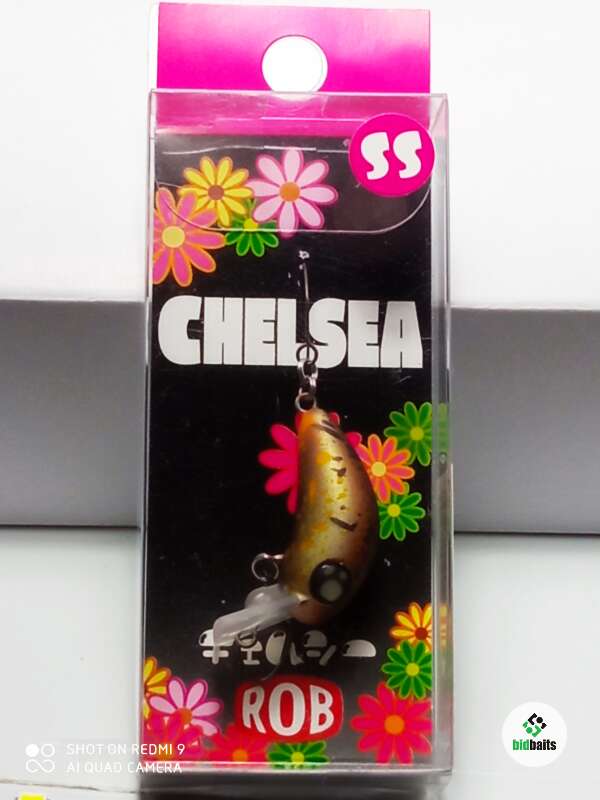 SS
CHELSEA
チェルシー
ROB
SHOT ON REDMI 9
AI QUAD CAMERA
bidbaits